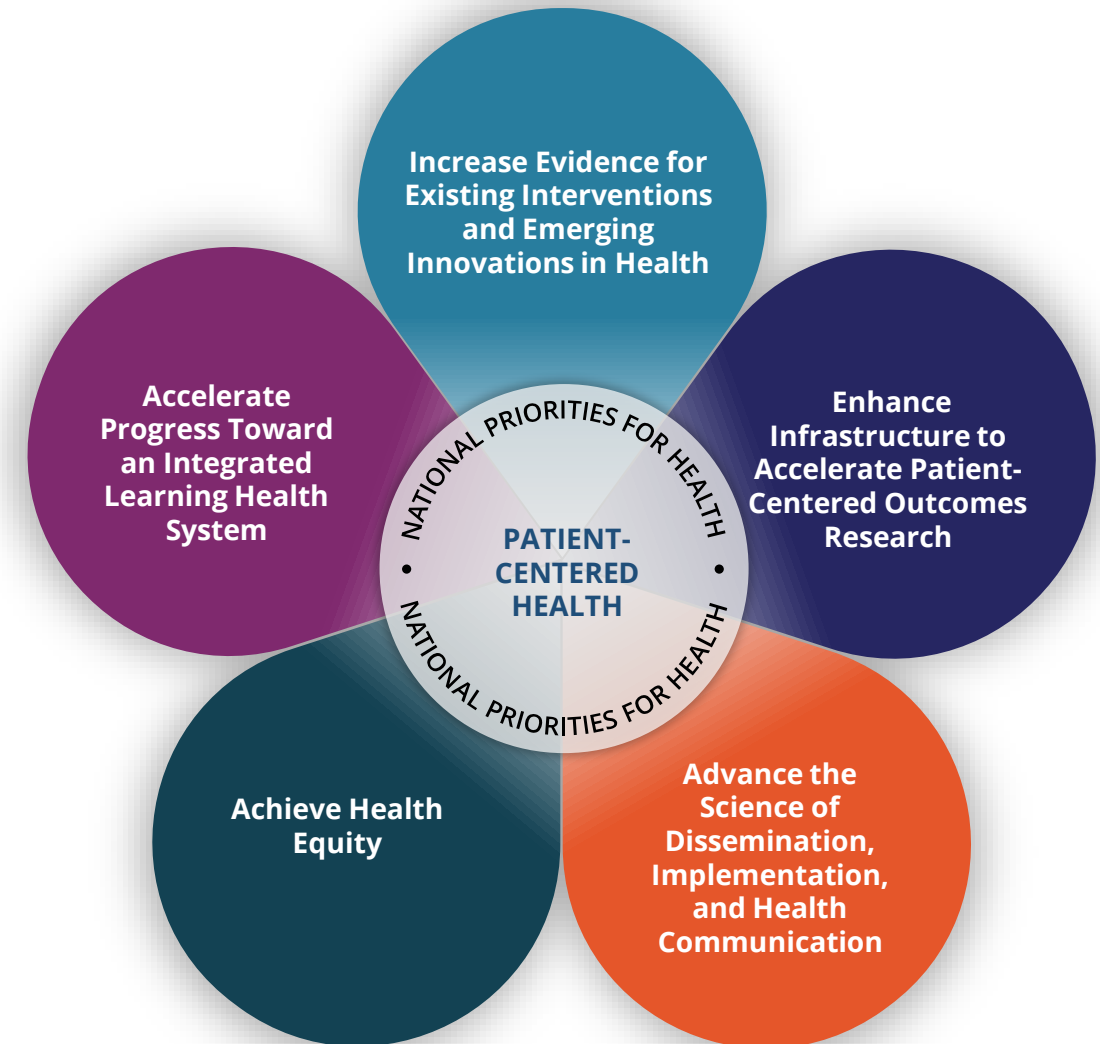 Increase Evidence for
Existing Interventions
and Emerging
Innovations in Health
Accelerate
Progress Toward
an Integrated
Learning Health
System
Enhance
Infrastructure to
Accelerate Patient-
Centered Outcomes
Research
NATIONAL PRIORITIES FOR HEALTH
PATIENT-
CENTERED
HEALTH
• NATIONAL PRIORITIES FOR HEALTH •
Achieve Health
Equity
Advance the
Science of
Dissemination,
Implementation,
and Health
Communication